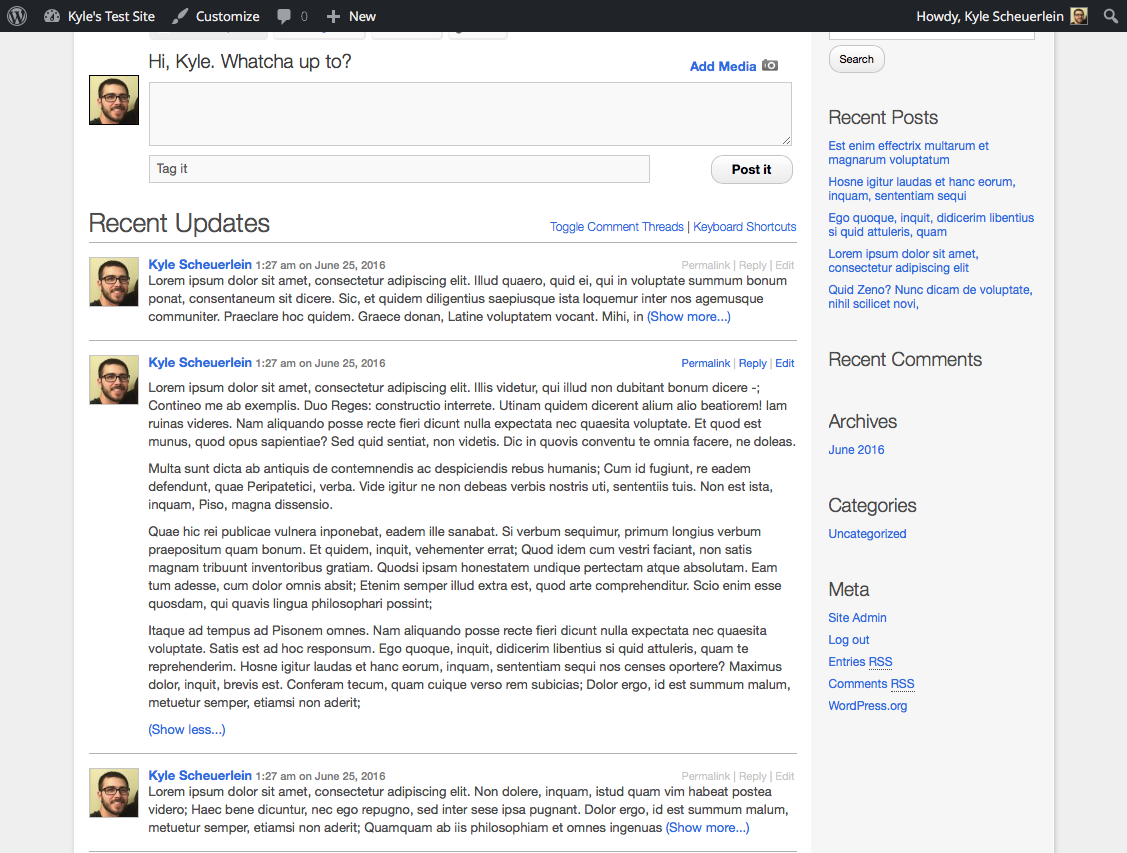 Kyle's Test Site Customize 0 New Howdy, Kyle Scheuerlein
Hi, Kyle. Whatcha up to?
Add Media
Tag it
Post it
Recent Updates
Toggle Comment Threads | Keyboard Shortcuts
Kyle Scheuerlein 1:27 am on June 25, 2016
Permalink | Reply | Edit
Lorem ipsum dolor sit amet, consectetur adipiscing elit. Illud quaero, quid ei, qui in voluptate summum bonum
ponat, consentaneum sit dicere. Sic, et quidem diligentius saepiusque ista loquemur inter nos agemusque
communiter. Praeclare hoc quidem. Graece donan, Latine voluptatem vocant. Mihi, in (Show more...)
Kyle Scheuerlein 1:27 am on June 25, 2016
Permalink | Reply | Edit
Lorem ipsum dolor sit amet, consectetur adipiscing elit. Illis videtur, qui illud non dubitant bonum dicere -;
Contineo me ab exemplis. Duo Reges: constructio interrete. Utinam quidem dicerent alium alio beatiorem! Iam
ruinas videres. Nam aliquando posse recte fieri dicunt nulla expectata nec quaesita voluptate. Et quod est
munus, quod opus sapientiae? Sed quid sentiat, non videtis. Dic in quovis conventu te omnia facere, ne doleas.
Multa sunt dicta ab antiquis de contemnendis ac despiciendis rebus humanis; Cum id fugiunt, re eadem
defendunt, quae Peripatetici, verba. Vide igitur ne non debeas verbis nostris uti, sententiis tuis. Non est ista,
inquam, Piso, magna dissensio.
Quae hic rei publicae vulnera inponebat, eadem ille sanabat. Si verbum sequimur, primum longius verbum
praepositum quam bonum. Et quidem, inquit, vehementer errat; Quod idem cum vestri faciant, non satis
magnam tribuunt inventoribus gratiam. Quodsi ipsam honestatem undique pertectam atque absolutam. Eam
tum adesse, cum dolor omnis absit; Etenim semper illud extra est, quod arte comprehenditur. Scio enim esse
quosdam, qui quavis lingua philosophari possint;
Itaque ad tempus ad Pisonem omnes. Nam aliquando posse recte fieri dicunt nulla expectata nec quaesita
voluptate. Satis est ad hoc responsum. Ego quoque, inquit, didicerim libentius si quid attuleris, quam te
reprehenderim. Hosne igitur laudas et hanc eorum, inquam, sententiam sequi nos censes oportere? Maximus
dolor, inquit, brevis est. Conferam tecum, quam cuique verso rem subicias; Dolor ergo, id est summum malum,
metuetur semper, etiamsi non aderit;
(Show less...)
Kyle Scheuerlein 1:27 am on June 25, 2016
Permalink | Reply | Edit
Lorem ipsum dolor sit amet, consectetur adipiscing elit. Non dolere, inquam, istud quam vim habeat postea
videro; Haec bene dicuntur, nec ego repugno, sed inter sese ipsa pugnant. Dolor ergo, id est summum malum,
metuetur semper, etiamsi non aderit; Quamquam ab iis philosophiam et omnes ingenuas (Show more...)
Search
Recent Posts
Est enim effectrix multarum et
magnarum voluptatum
Hosne igitur laudas et hanc eorum,
inquam, sententiam sequi
Ego quoque, inquit, didicerim libentius
si quid attuleris, quam
Lorem ipsum dolor sit amet,
consectetur adipiscing elit
Quid Zeno? Nunc dicam de voluptate,
nihil scilicet novi,
Recent Comments
Archives
June 2016
Categories
Uncategorized
Meta
Site Admin
Log out
Entries RSS
Comments RSS
WordPress.org